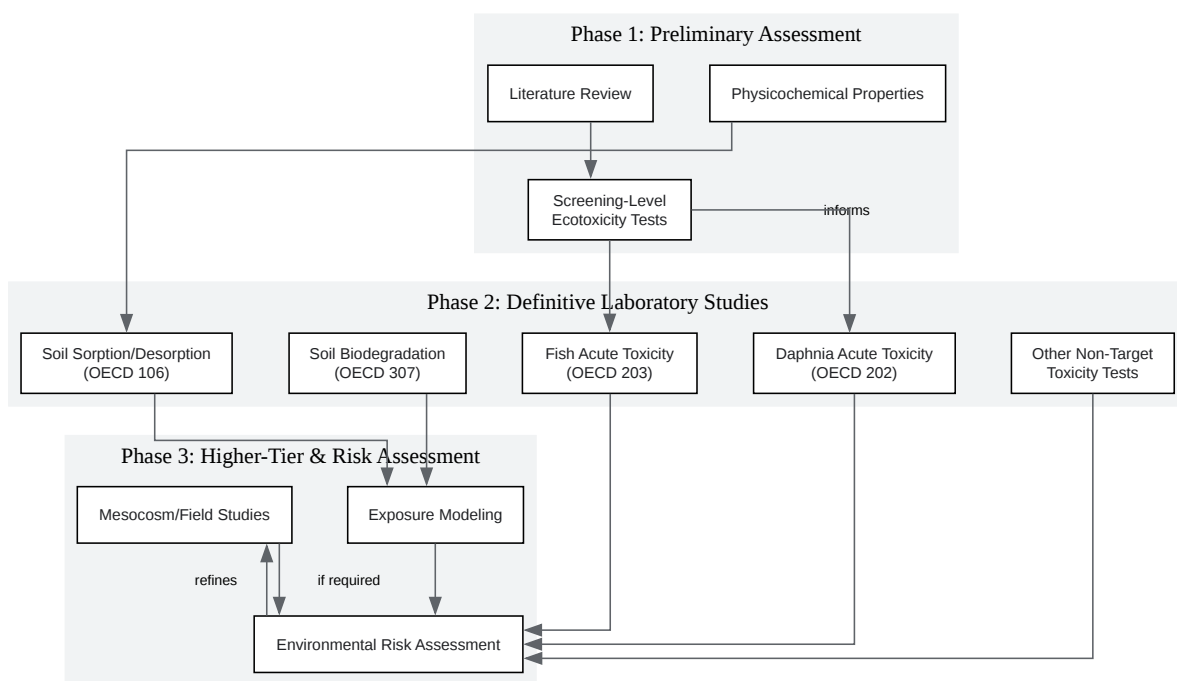 Phase 1: Preliminary Assessment
Literature Review
Physicochemical Properties
Screening-Level
Ecotoxicity Tests
informs
Phase 2: Definitive Laboratory Studies
Soil Sorption/Desorption
(OECD 106)
Soil Biodegradation
(OECD 307)
Fish Acute Toxicity
(OECD 203)
Daphnia Acute Toxicity
(OECD 202)
Other Non-Target
Toxicity Tests
Phase 3: Higher-Tier & Risk Assessment
Mesocosm/Field Studies
Exposure Modeling
refines
if required
Environmental Risk Assessment